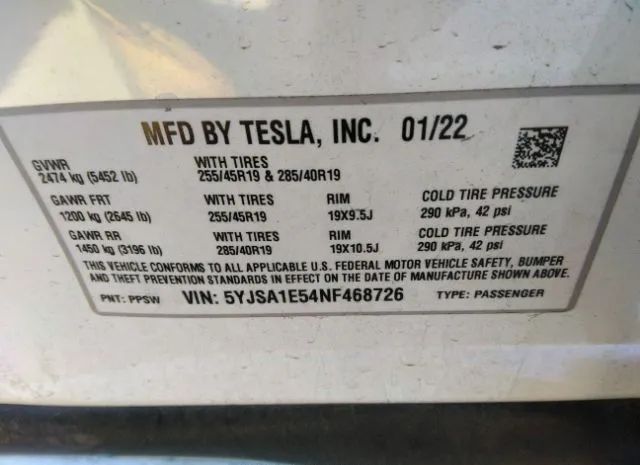 MFD BY TESLA, INC. 01/22
GVWR WITH TIRES
2474 kg (5452 lb) 255/45R19 & 285/40R19
GAWR FRT WITH TIRES RIM COLD TIRE PRESSURE
1200 kg (2645 lb) 255/45R19 19X9.5J 290 kPa, 42 psi
GAWR RR WITH TIRES RIM COLD TIRE PRESSURE
1450 kg (3196 lb) 285/40R19 19X10.5J 290 kPa, 42 psi
THIS VEHICLE CONFORMS TO ALL APPLICABLE U.S. FEDERAL MOTOR VEHICLE SAFETY, BUMPER
AND THEFT PREVENTION STANDARDS IN EFFECT ON THE DATE OF MANUFACTURE SHOWN ABOVE.
PNT: PPSW VIN: 5YJSA1E54NF468726 TYPE: PASSENGER